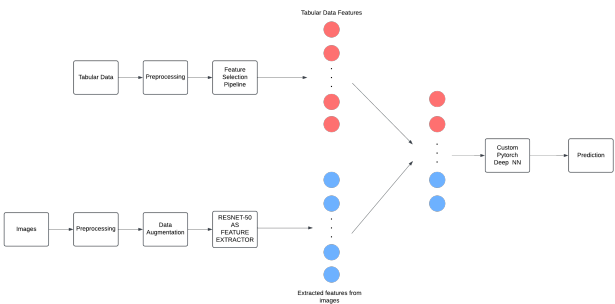 Tabular Data Features
Tabular Data
Preprocessing
Feature
Selection
Pipeline
Custom
Pytorch
Deep NN
Prediction
Images
Preprocessing
Data
Augmentation
RESNET-50
AS
FEATURE
EXTRACTOR
Extracted features from
images